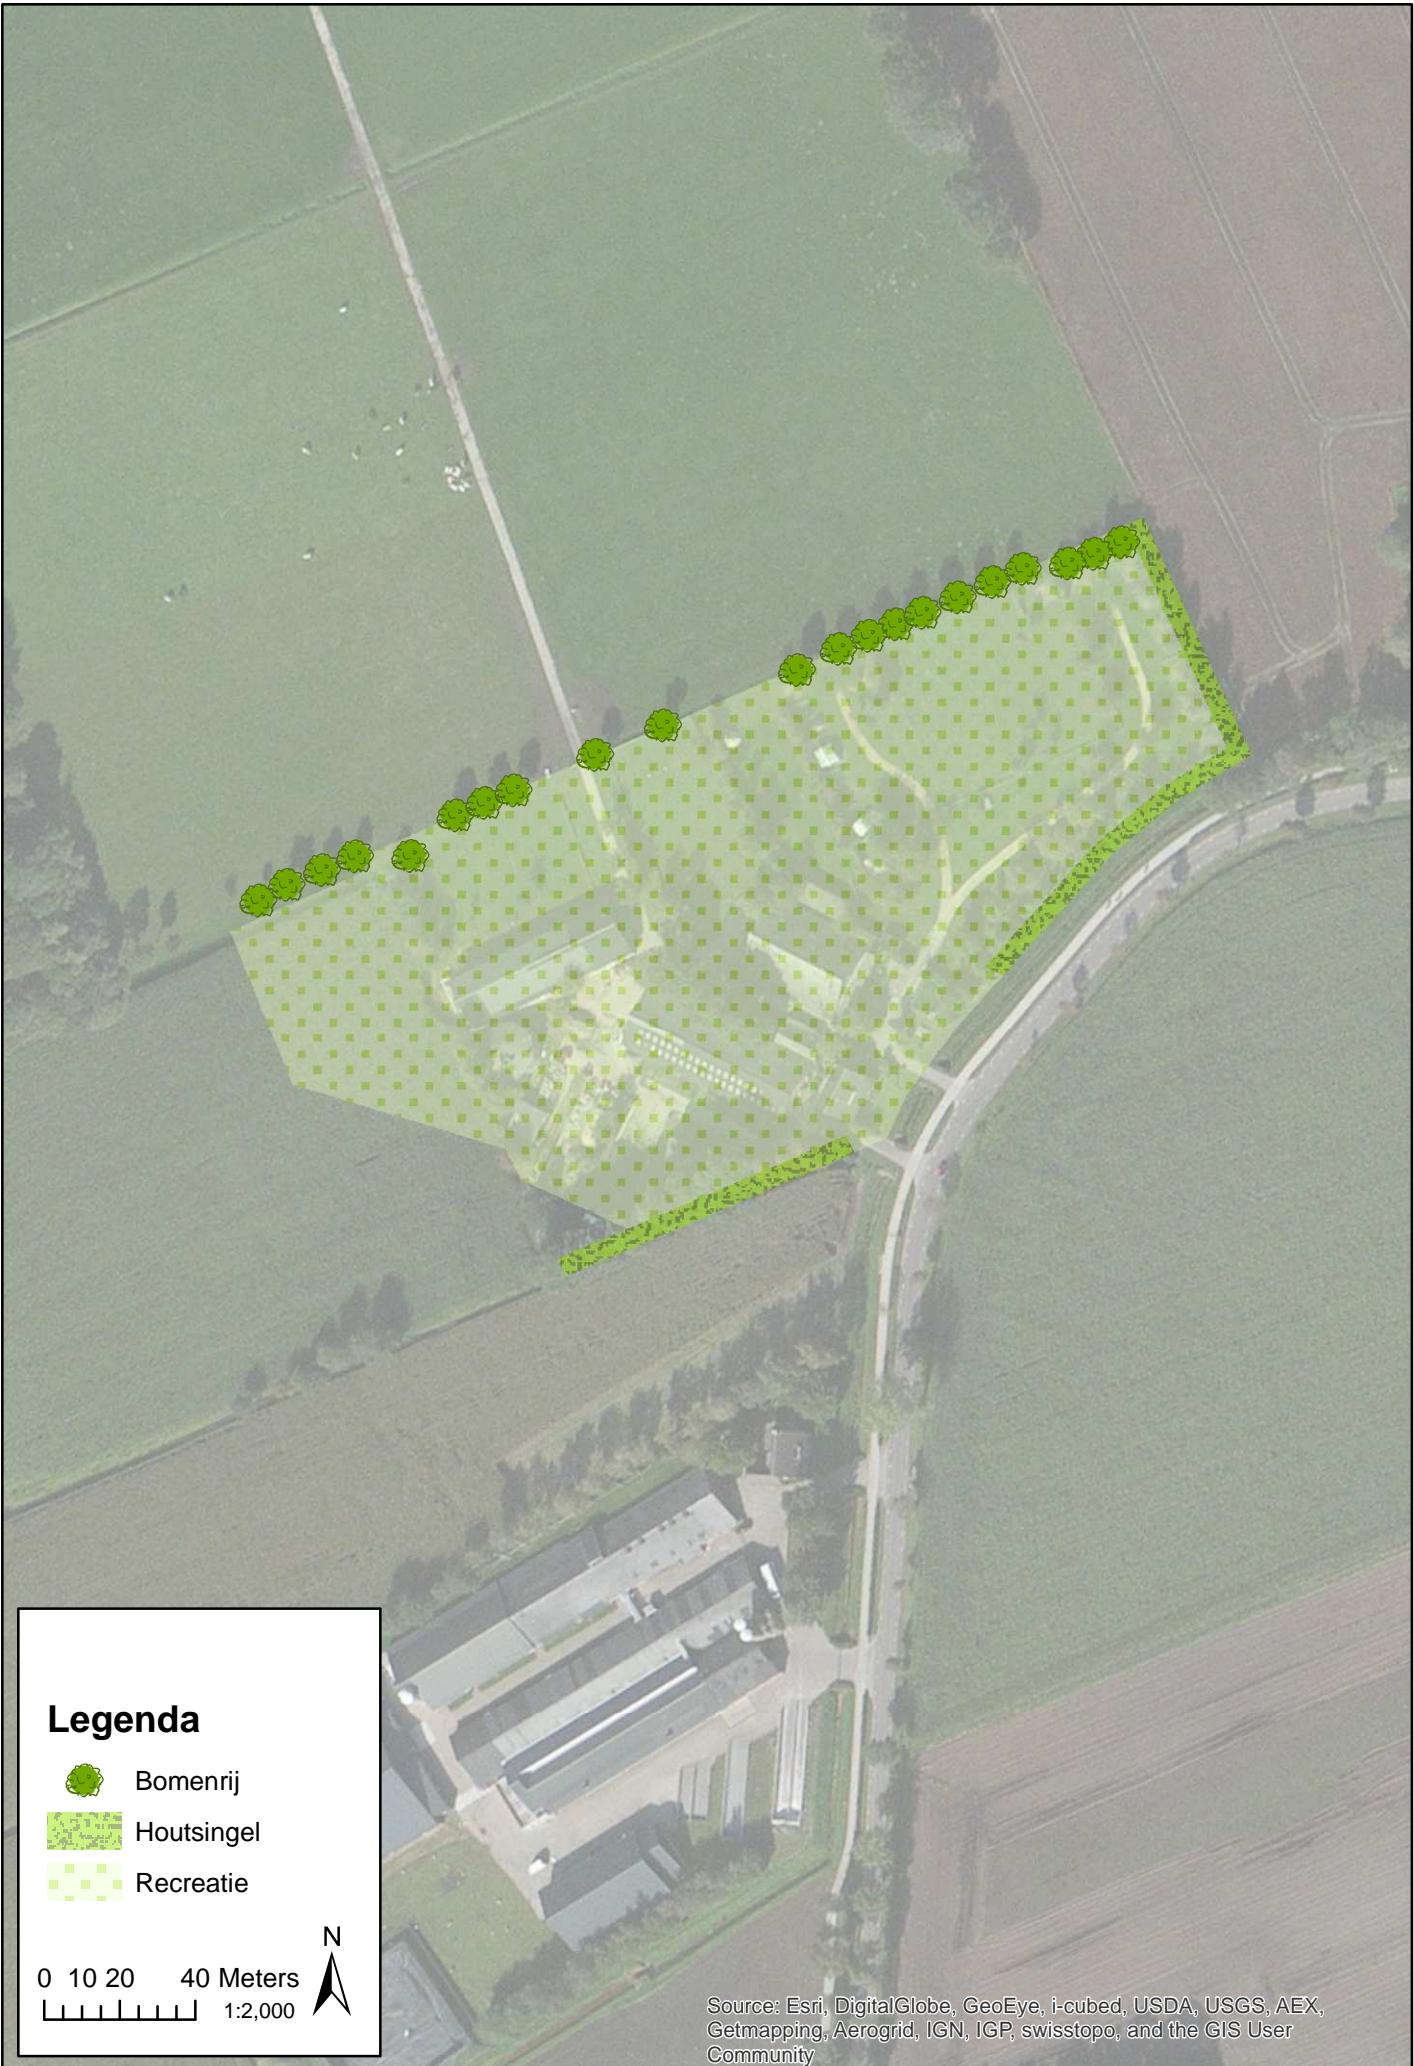 Legenda
Bomenrij
Houtsingel
Recreatie
N
0 10 20 40 Meters
1:2,000
Source: Esri, DigitalGlobe, GeoEye, i-cubed, USDA, USGS, AEX,
Getmapping, Aerogrid, IGN, IGP, swisstopo, and the GIS User
Community